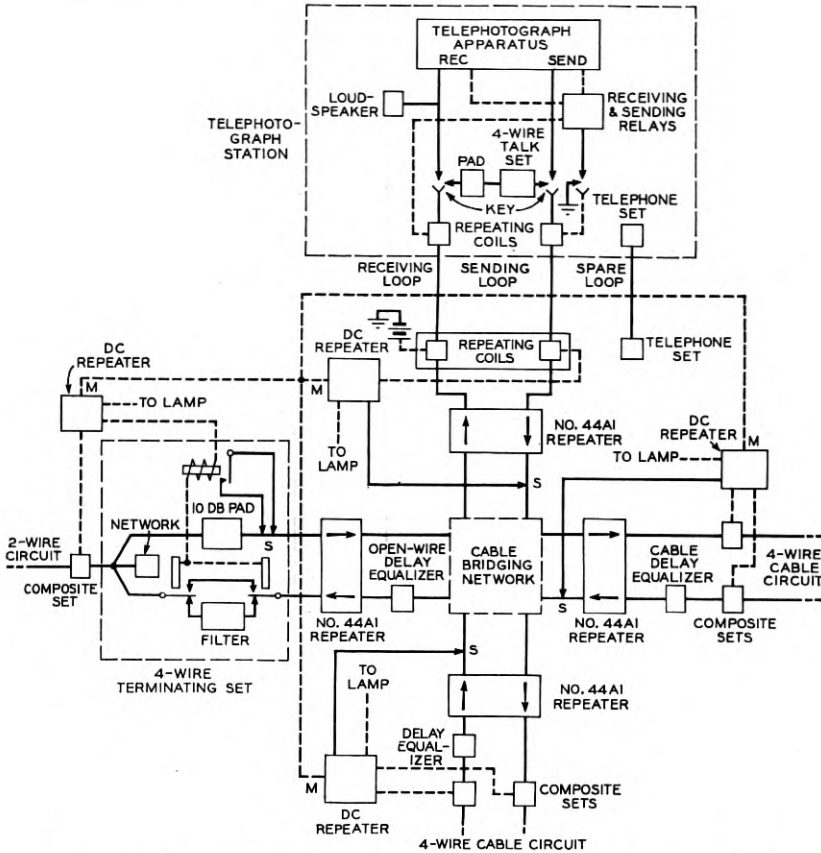 TELEPHOTOGRAPH
APPARATUS
REC
SEND
LOUD-
SPEAKER
RECEIVING
& SENDING
RELAYS
TELEPHOTO-
GRAPH
STATION
4-WIRE
TALK
SET
PAD
KEY
TELEPHONE
SET
REPEATING
COILS
RECEIVING
LOOP
SENDING
LOOP
SPARE
LOOP
TELEPHONE
SET
DC
REPEATER
REPEATING
COILS
M
TO
LAMP
DC
REPEATER
M
TO LAMP
NO. 44A1
REPEATER
DC
REPEATER
M
TO LAMP
S
10 DB PAD
S
NETWORK
2-WIRE
CIRCUIT
COMPOSITE
SET
FILTER
4-WIRE
TERMINATING SET
NO. 44A1
REPEATER
OPEN-WIRE
DELAY
EQUALIZER
CABLE
BRIDGING
NETWORK
S
NO. 44A1
REPEATER
CABLE
DELAY
EQUALIZER
4-WIRE
CABLE
CIRCUIT
COMPOSITE
SETS
S
TO
LAMP
NO. 44A1
REPEATER
DELAY
EQUAL-
IZER
M
DC
REPEATER
COMPOSITE
SETS
4-WIRE CABLE CIRCUIT